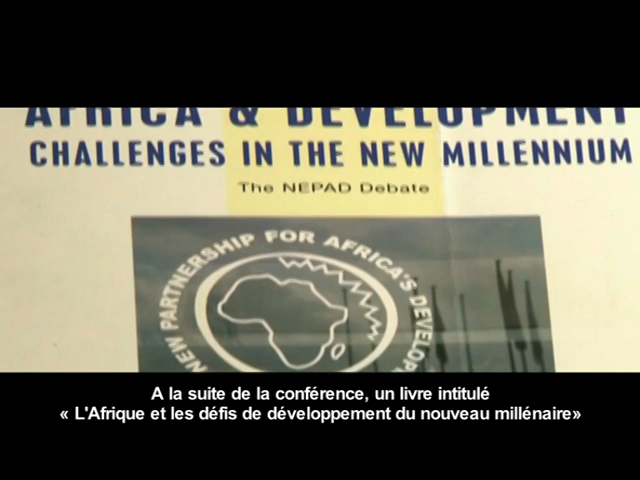 AFRICA & DEVELOPMENT
CHALLENGES IN THE NEW MILLENNIUM
The NEPAD Debate
NEW PARTNERSHIP FOR AFRICA'S DEVELOP
A la suite de la conférence, un livre intitulé
« L'Afrique et les défis de développement du nouveau millénaire»